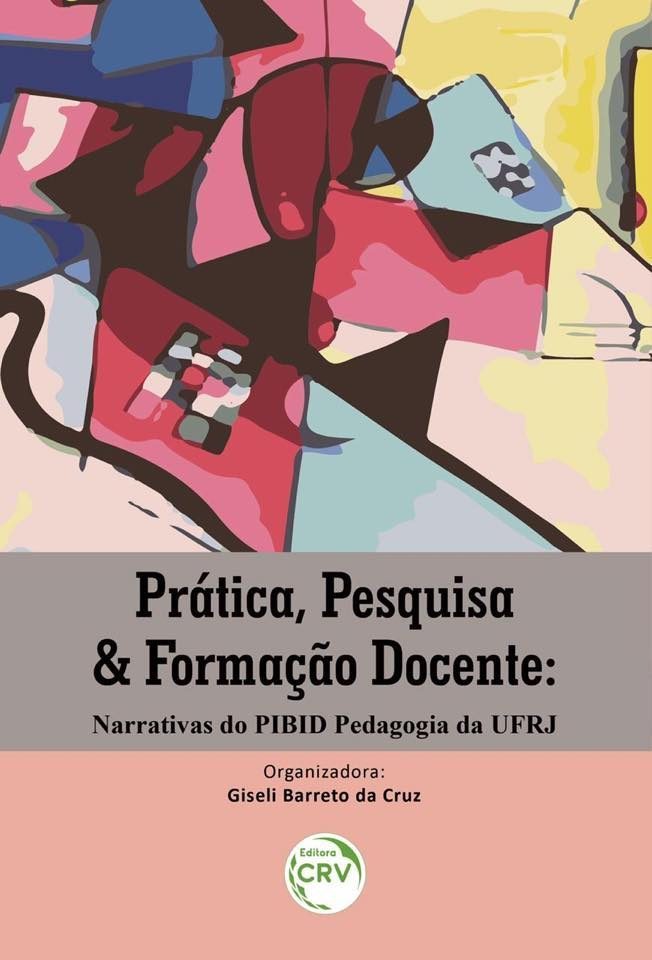 Prática, Pesquisa
& Formação Docente:
Narrativas do PIBID Pedagogia da UFRJ
Organizadora:
Giseli Barreto da Cruz
Editora
CRV